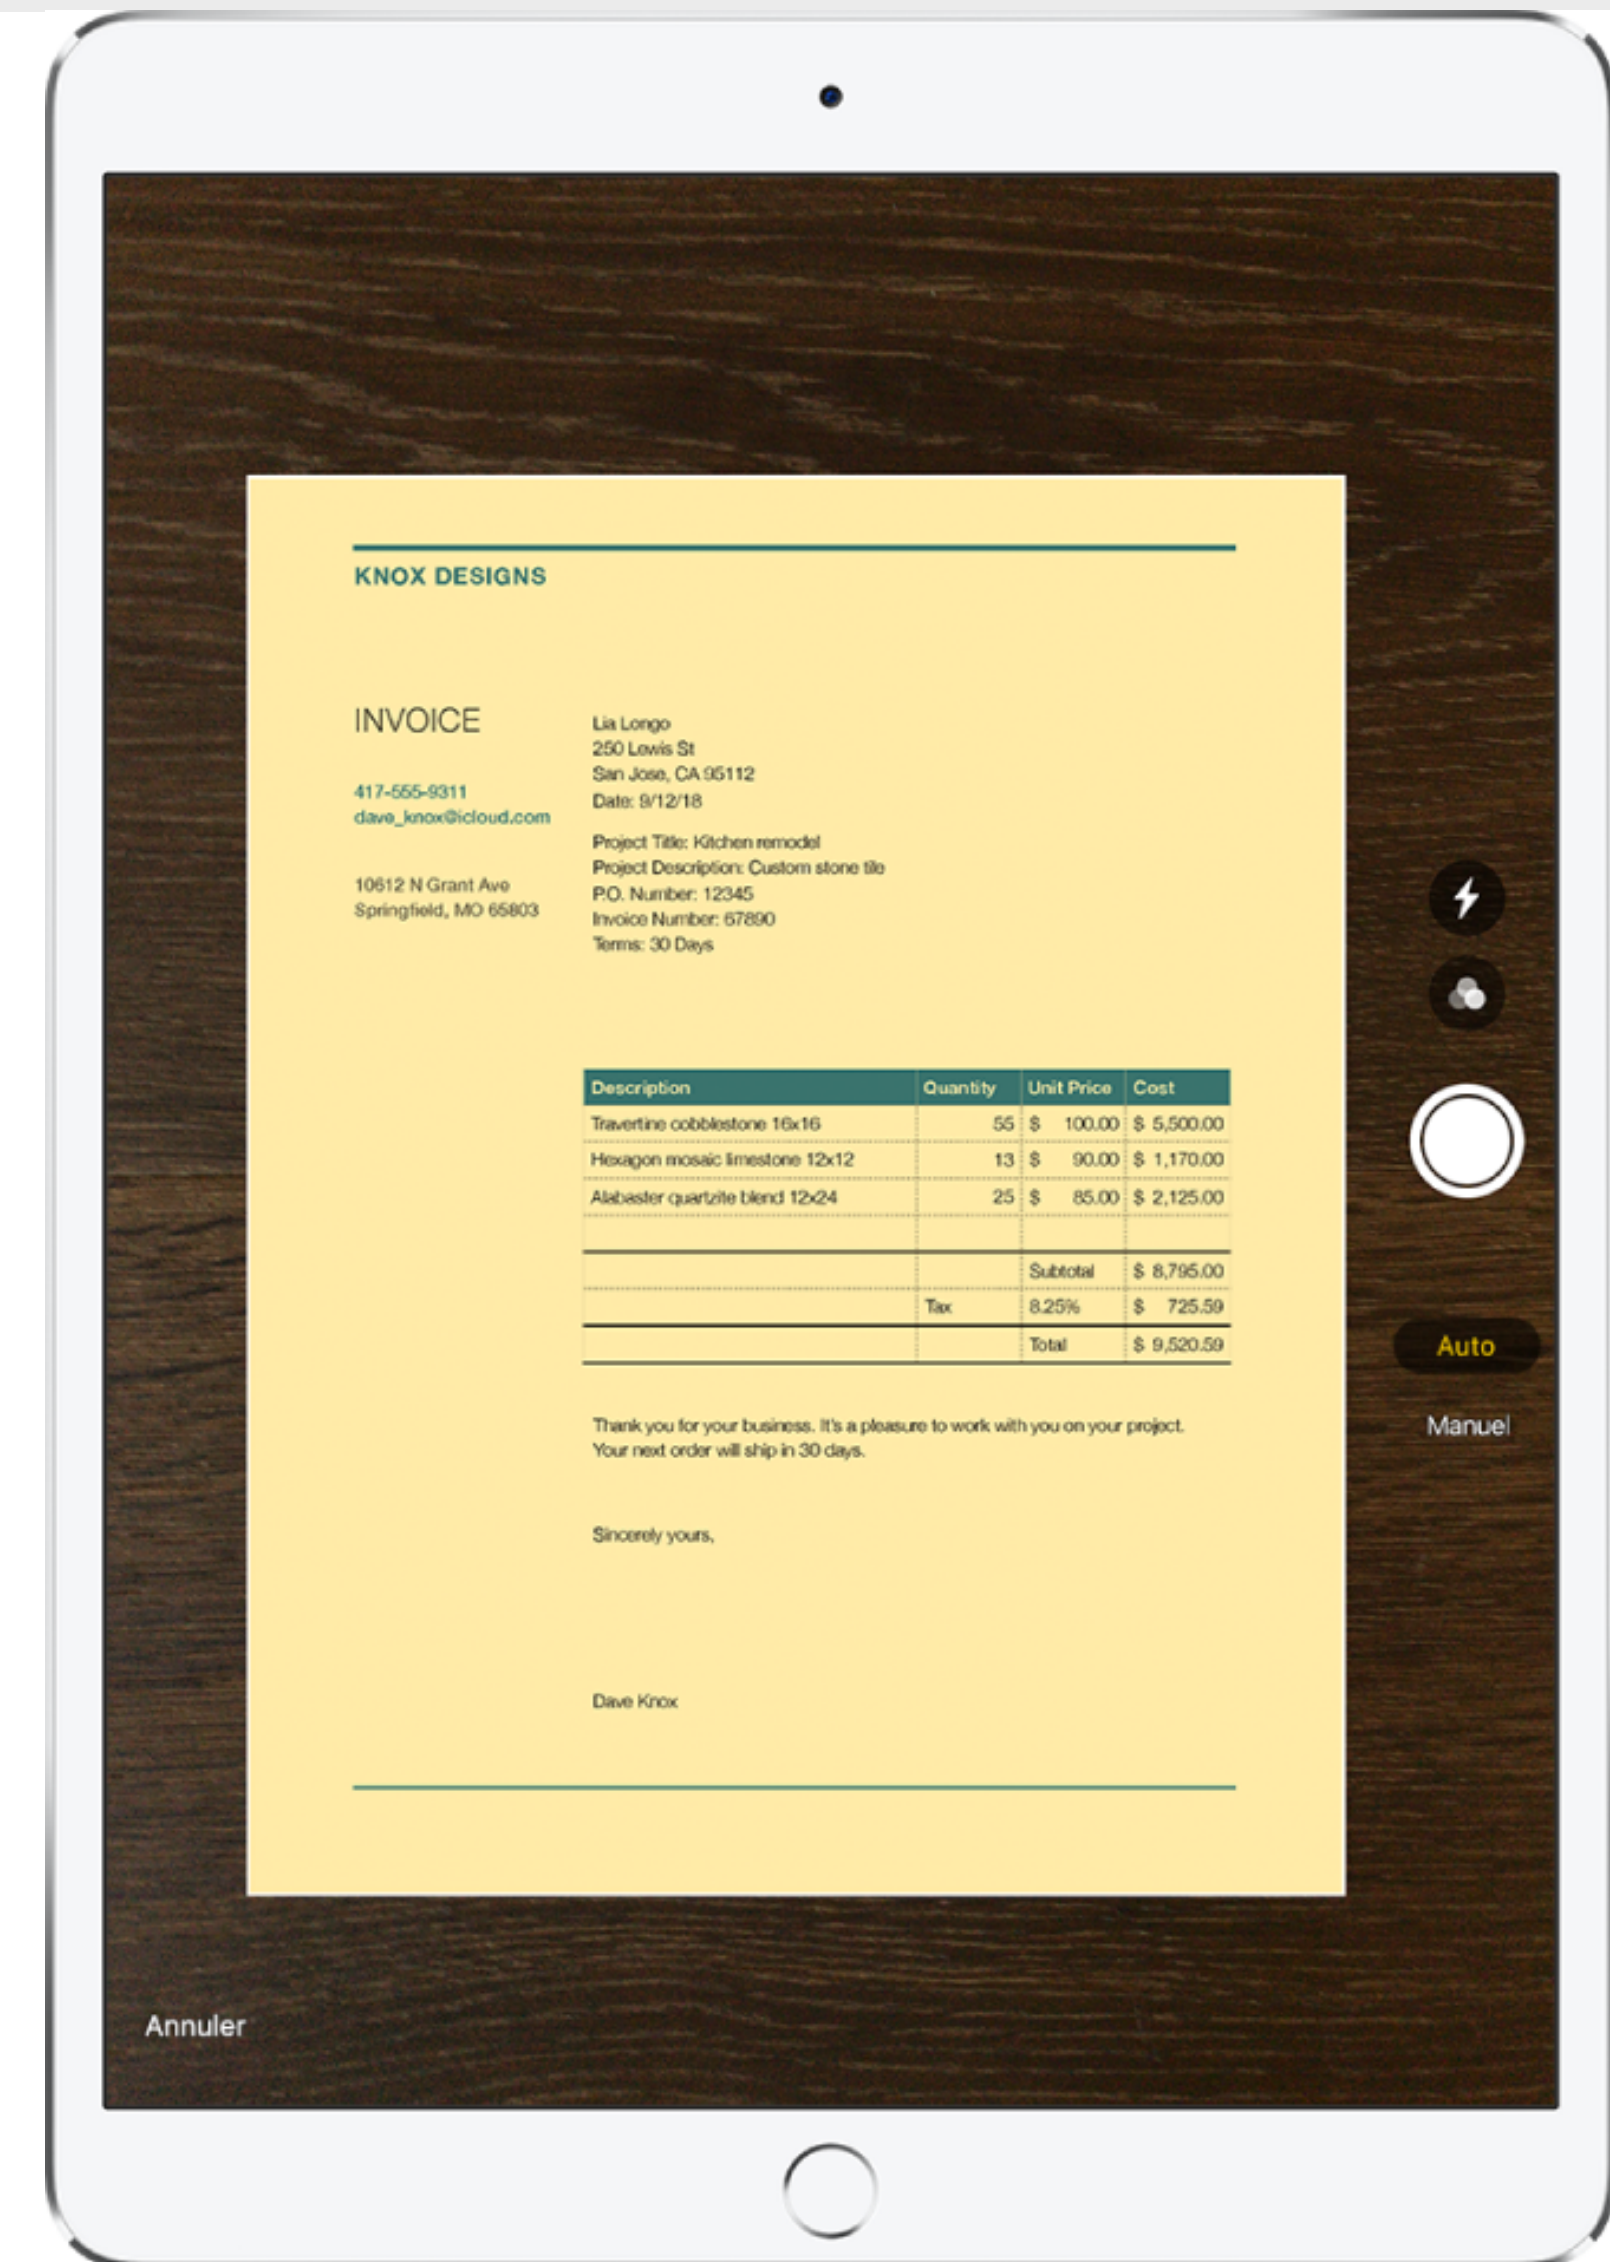 KNOX DESIGNS
INVOICE
417-555-9311
dave_knox@icloud.com
10612 N Grant Ave
Springfield, MO 65803
Lia Longo
250 Lewis St
San Jose, CA 95112
Date: 9/12/18
Project Title: Kitchen remodel
Project Description: Custom stone tile
P.O. Number: 12345
Invoice Number: 67890
Terms: 30 Days
Description Quantity Unit Price Cost
Travertine cobblestone 16x16 55 $ 100.00 $ 5,500.00
Hexagon mosaic limestone 12x12 13 $ 90.00 $ 1,170.00
Alabaster quartzite blend 12x24 25 $ 85.00 $ 2,125.00
Subtotal $ 8,795.00
Tax 8.25% $ 725.59
Total $ 9,520.59
Thank you for your business. It's a pleasure to work with you on your project.
Your next order will ship in 30 days.
Sincerely yours,
Dave Knox
Auto
Manuel
Annuler